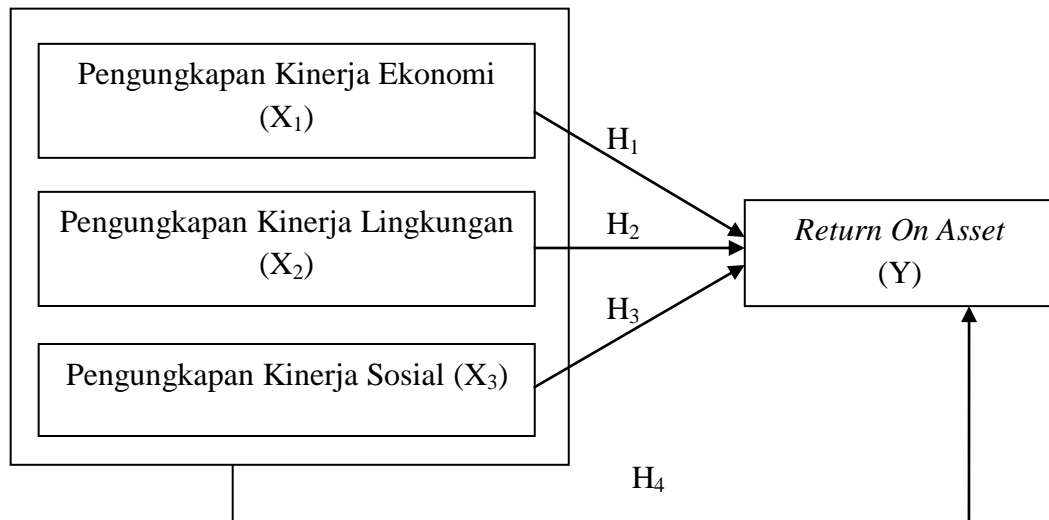 Pengungkapan Kinerja Ekonomi
(X₁)
H₁
Pengungkapan Kinerja Lingkungan
(X₂)
H₂
Return On Asset
(Y)
H₃
Pengungkapan Kinerja Sosial (X₃)
H₄